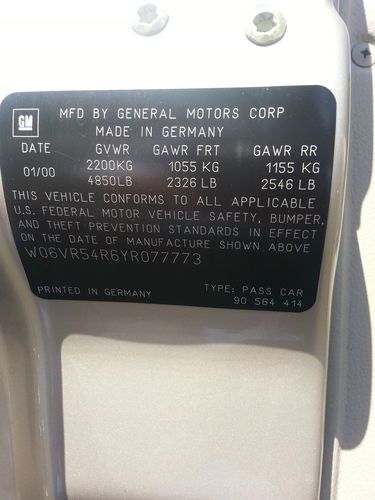 GM
MFD BY GENERAL MOTORS CORP
MADE IN GERMANY
DATE GVWR GAWR FRT GAWR RR
01/00 2200KG 1055 KG 1155 KG
4850LB 2326 LB 2546 LB
THIS VEHICLE CONFORMS TO ALL APPLICABLE
U.S. FEDERAL MOTOR VEHICLE SAFETY, BUMPER,
AND THEFT PREVENTION STANDARDS IN EFFECT
ON THE DATE OF MANUFACTURE SHOWN ABOVE
W06VR54R6YR077773
PRINTED IN GERMANY TYPE: PASS CAR
90 564 414